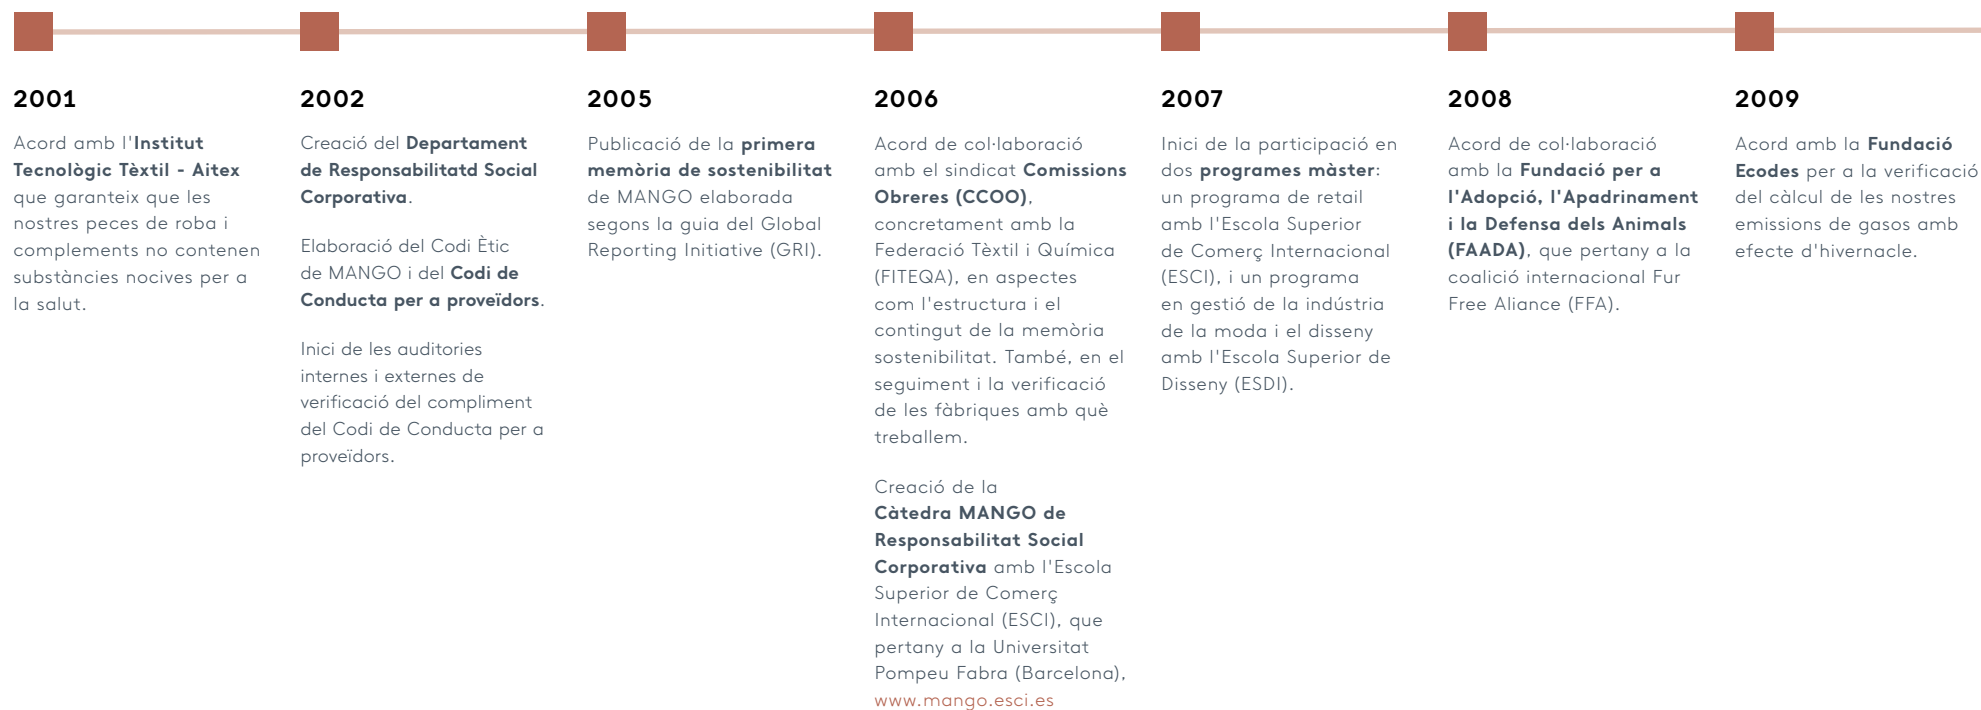 2001
Acord amb l'Institut
Tecnològic Tèxtil - Aitex
que garanteix que les
nostres peces de roba i
complements no contenen
substàncies nocives per a
la salut.
2002
Creació del Departament
de Responsabilitatd Social
Corporativa.
Elaboració del Codi Ètic
de MANGO i del Codi de
Conducta per a proveïdors.
Inici de les auditories
internes i externes de
verificació del compliment
del Codi de Conducta per a
proveïdors.
2005
Publicació de la primera
memòria de sostenibilitat
de MANGO elaborada
segons la guia del Global
Reporting Initiative (GRI).
2006
Acord de col·laboració
amb el sindicat Comissions
Obreres (CCOO),
concretament amb la
Federació Tèxtil i Química
(FITEQA), en aspectes
com l'estructura i el
contingut de la memòria
sostenibilitat. També, en el
seguiment i la verificació
de les fàbriques amb què
treballem.
Creació de la
Càtedra MANGO de
Responsabilitat Social
Corporativa amb l'Escola
Superior de Comerç
Internacional (ESCI), que
pertany a la Universitat
Pompeu Fabra (Barcelona),
www.mango.esci.es
2007
Inici de la participació en
dos programes màster:
un programa de retail
amb l'Escola Superior
de Comerç Internacional
(ESCI), i un programa
en gestió de la indústria
de la moda i el disseny
amb l'Escola Superior de
Disseny (ESDI).
2008
Acord de col·laboració
amb la Fundació per a
l'Adopció, l'Apadrinament
i la Defensa dels Animals
(FAADA), que pertany a la
coalició internacional Fur
Free Aliance (FFA).
2009
Acord amb la Fundació
Ecodes per a la verificació
del càlcul de les nostres
emissions de gasos amb
efecte d'hivernacle.